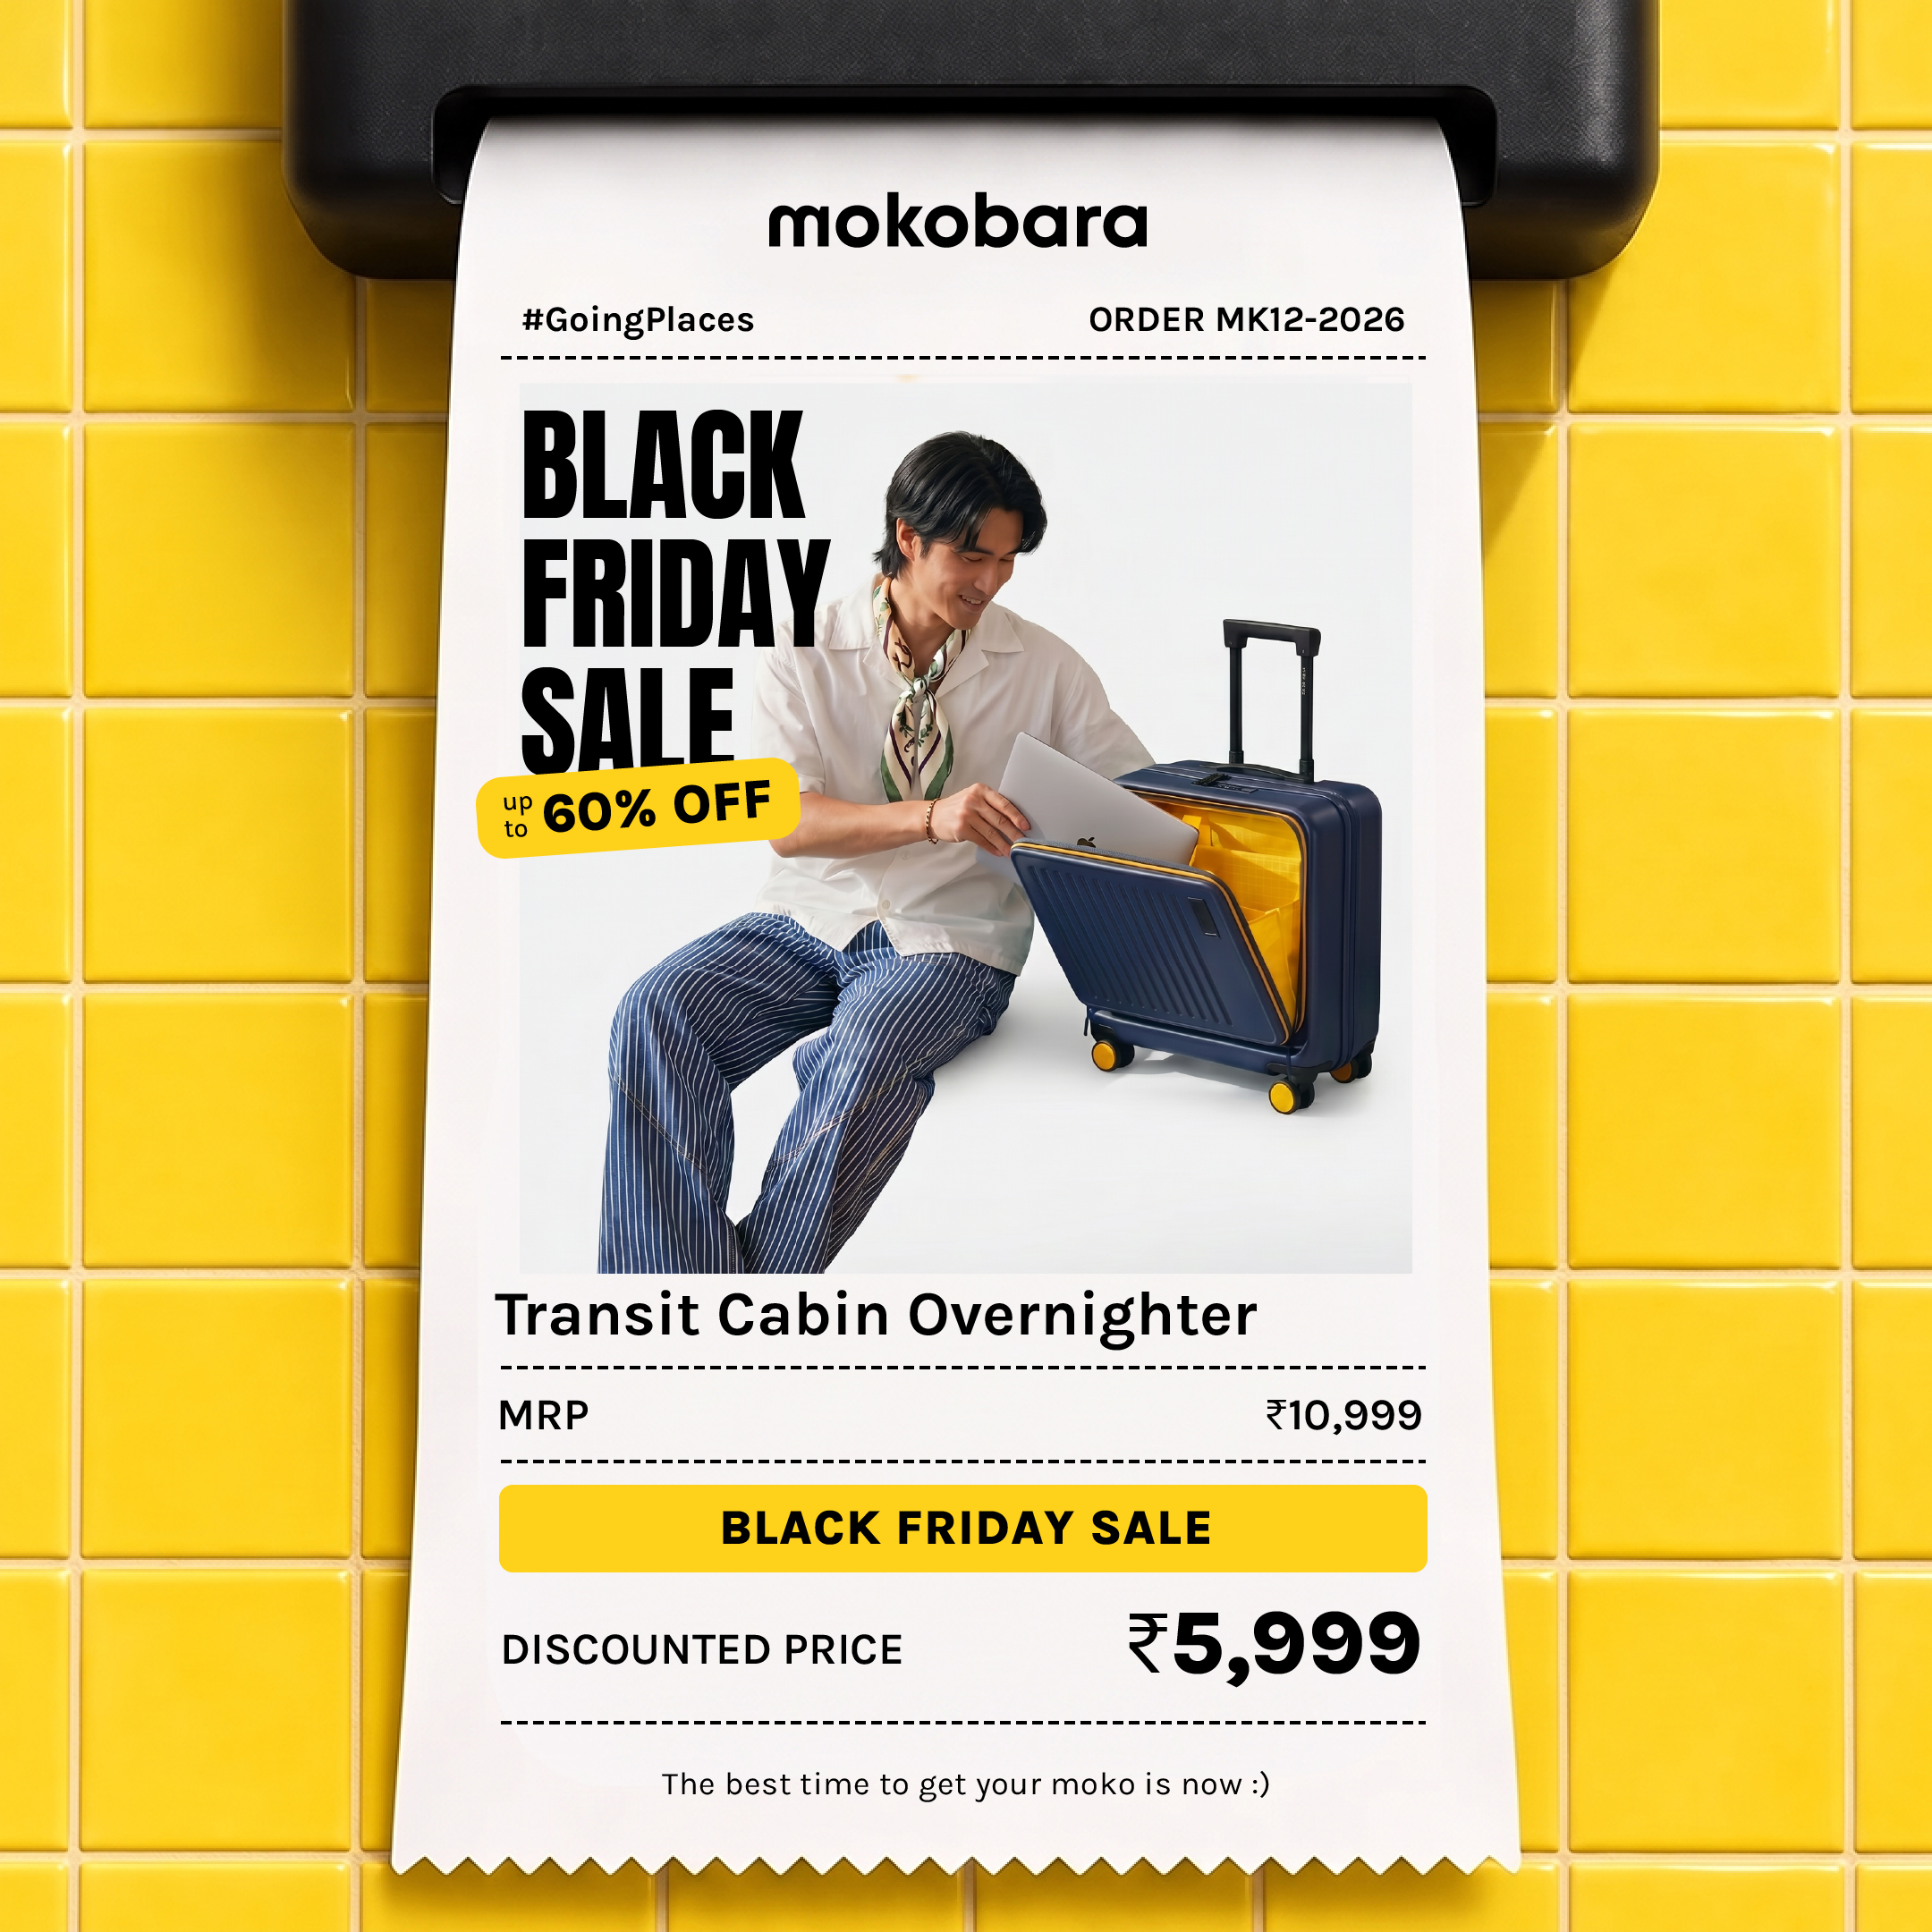 mokobara
#GoingPlaces ORDER MK12-2026
BLACK
FRIDAY
SALE
up to 60% OFF
Transit Cabin Overnighter
MRP ₹10,999
BLACK FRIDAY SALE
DISCOUNTED PRICE ₹5,999
The best time to get your moko is now :)